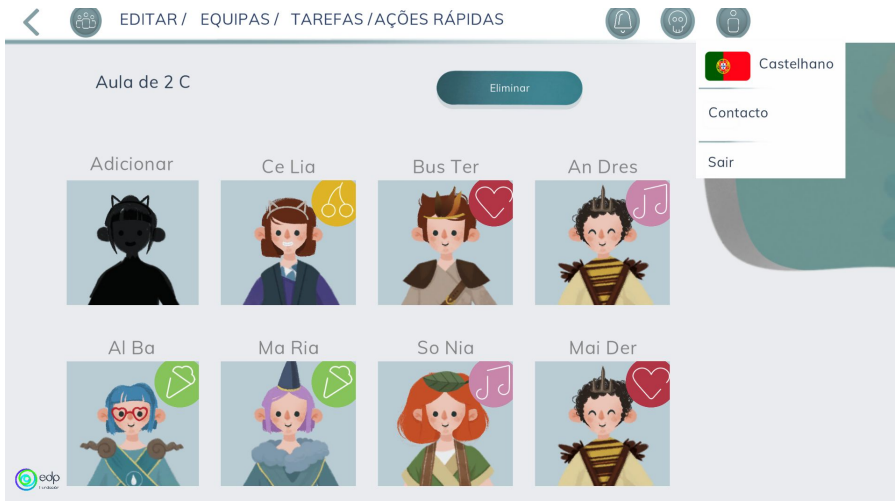 EDITAR / EQUIPAS / TAREFAS / AÇÕES RÁPIDAS
Castelhano
Contacto
Sair
Aula de 2 C
Eliminar
Adicionar
Ce Lia
Bus Ter
An Dres
Al Ba
Ma Ria
So Nia
Mai Der
edp